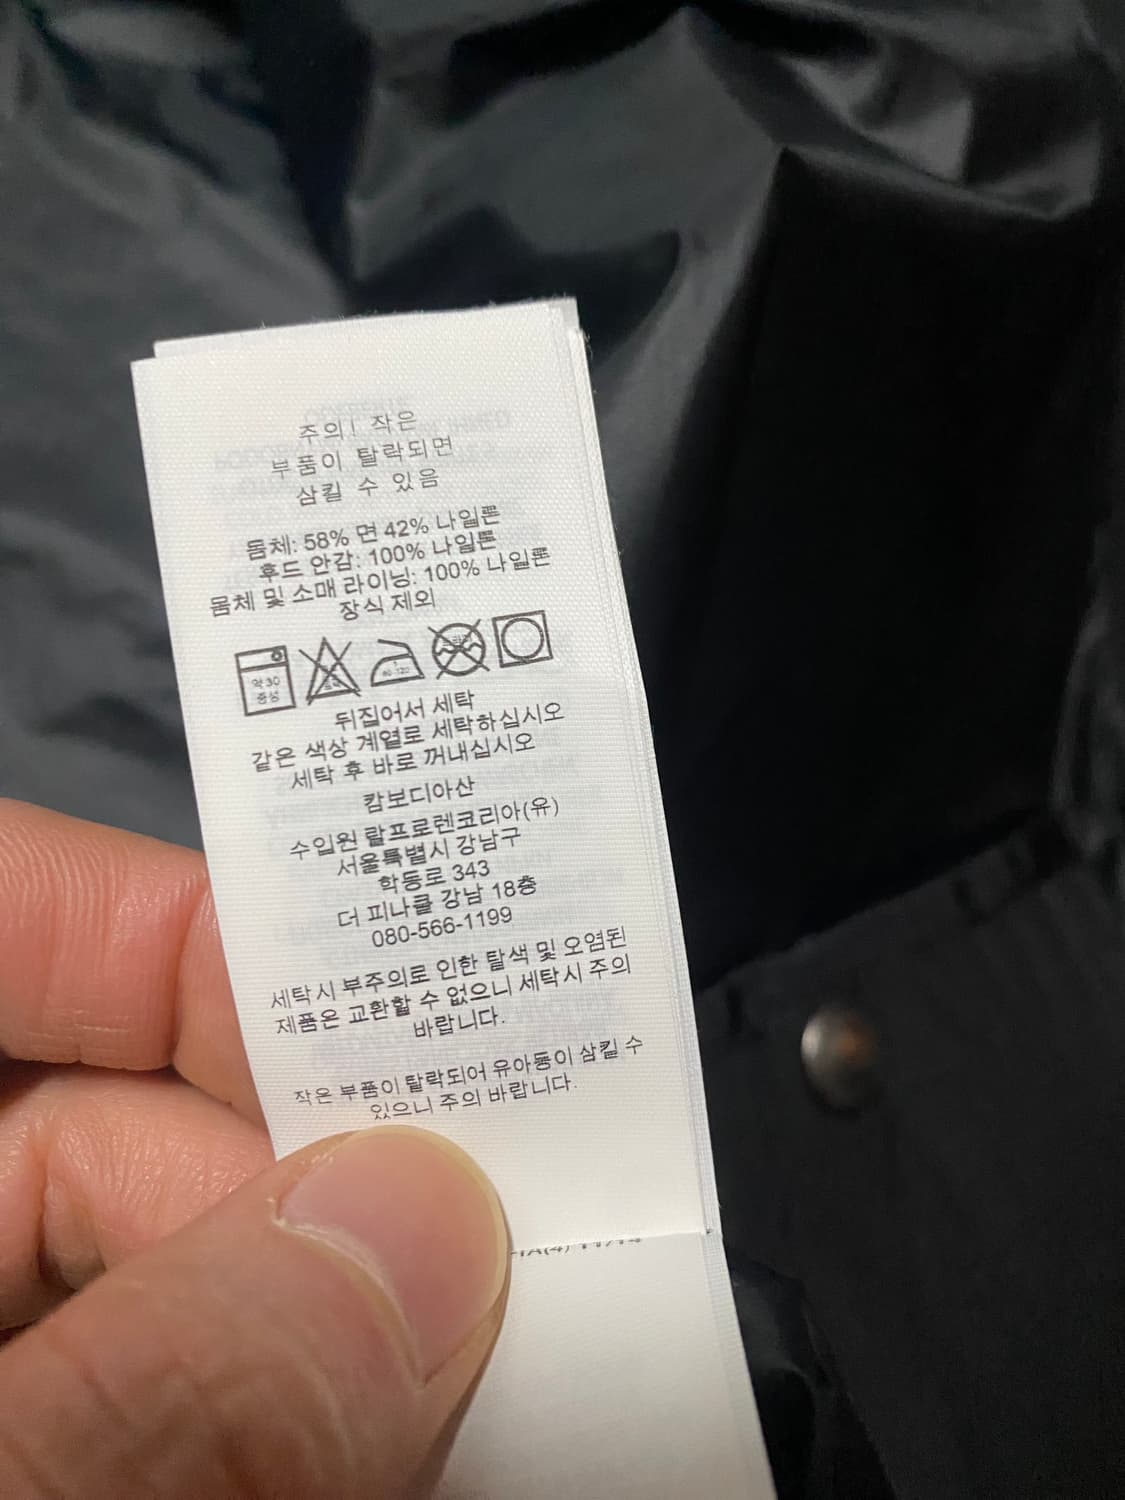 주의! 작은
부품이 탈락되면
삼킬 수 있음
몸체: 58% 면 42% 나일론
후드 안감: 100% 나일론
몸체 및 소매 라이닝: 100% 나일론
장식 제외
약 30
중성
뒤집어서 세탁
같은 색상 계열로 세탁하십시오
세탁 후 바로 꺼내십시오
캄보디아산
수입원 랄프로렌코리아(유)
서울특별시 강남구
학동로 343
더 피나클 강남 18층
080-566-1199
세탁시 부주의로 인한 탈색 및 오염된
제품은 교환할 수 없으니 세탁시 주의
바랍니다.
작은 부품이 탈락되어 유아동이 삼킬 수
있으니 주의 바랍니다.